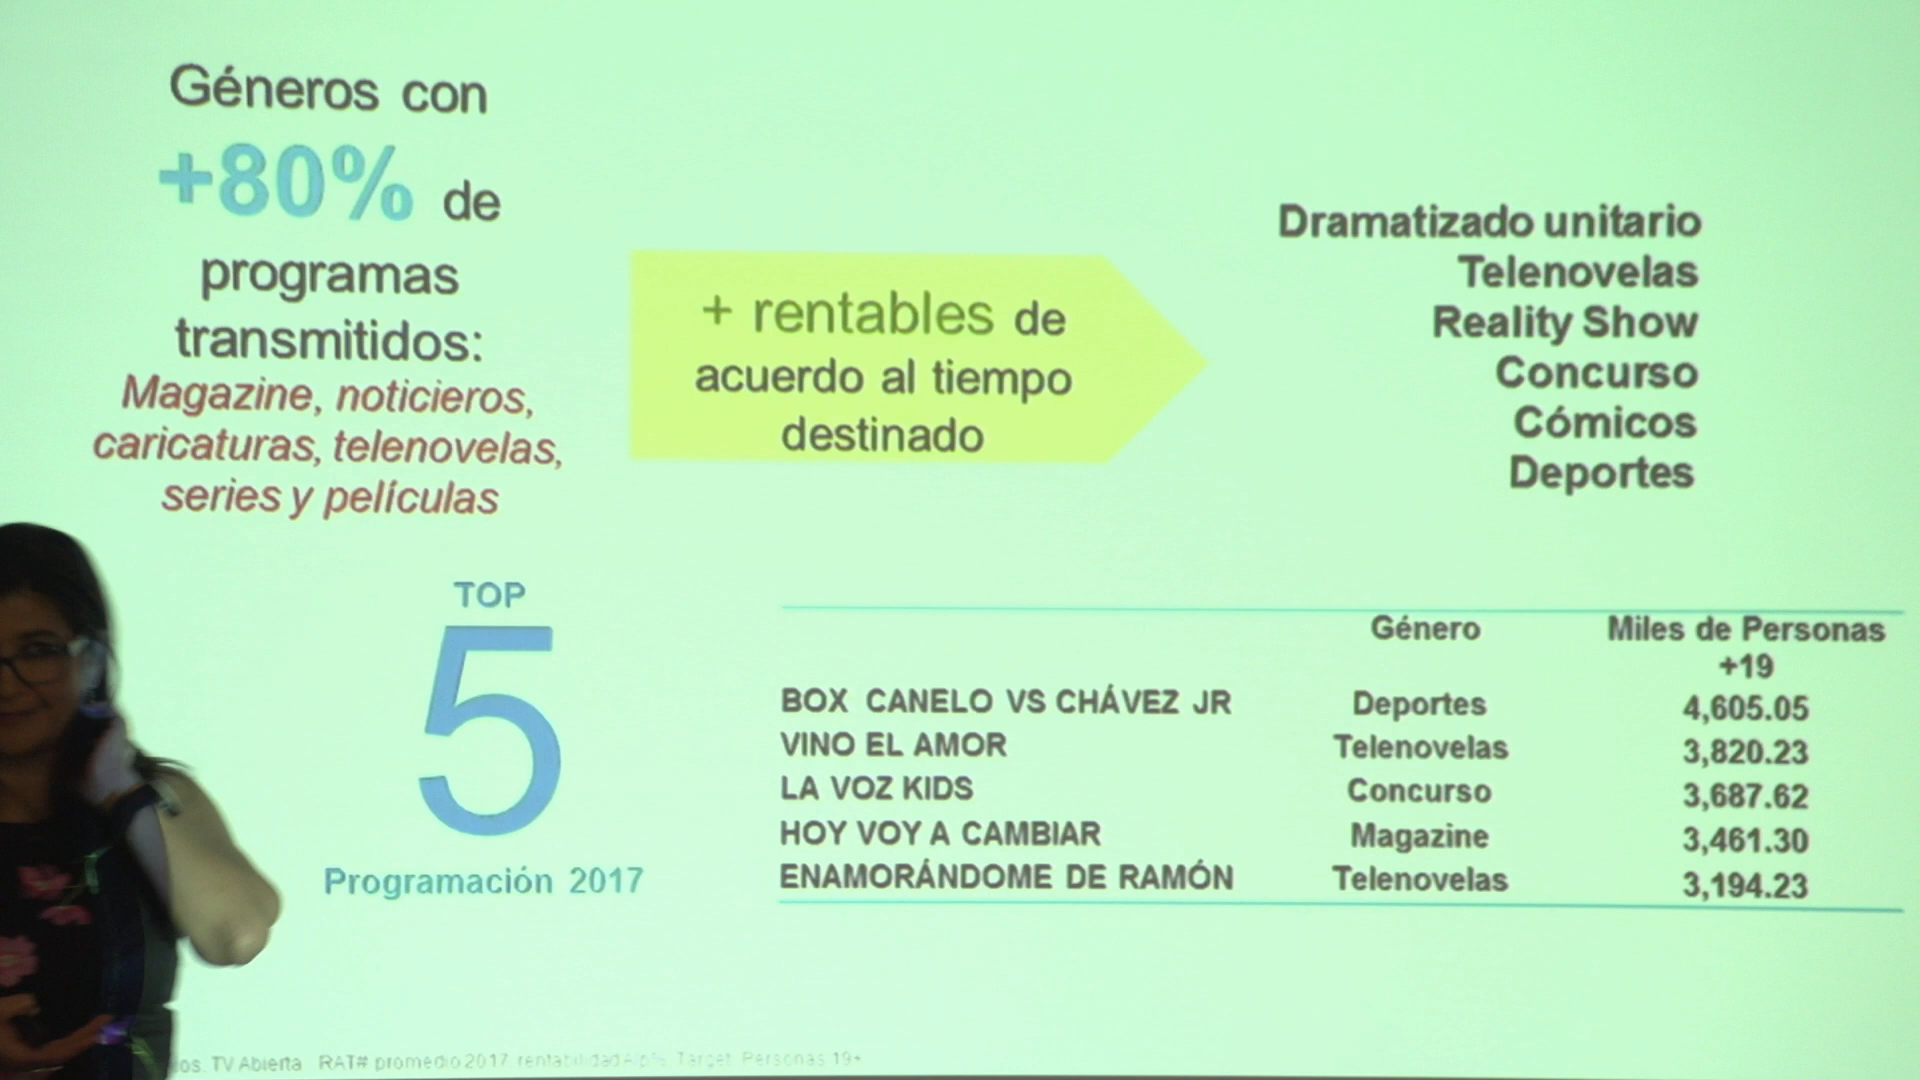 Géneros con
+80% de
programas
transmitidos:
Magazine, noticieros,
caricaturas, telenovelas,
series y películas
+ rentables de
acuerdo al tiempo
destinado
Dramatizado unitario
Telenovelas
Reality Show
Concurso
Cómicos
Deportes
TOP
5
Programación 2017
Género Miles de Personas
+19
BOX CANELO VS CHÁVEZ JR Deportes 4,605.05
VINO EL AMOR Telenovelas 3,820.23
LA VOZ KIDS Concurso 3,687.62
HOY VOY A CAMBIAR Magazine 3,461.30
ENAMORÁNDOME DE RAMÓN Telenovelas 3,194.23
TV Abierta RAT# promedio 2017 Target: Personas 19+